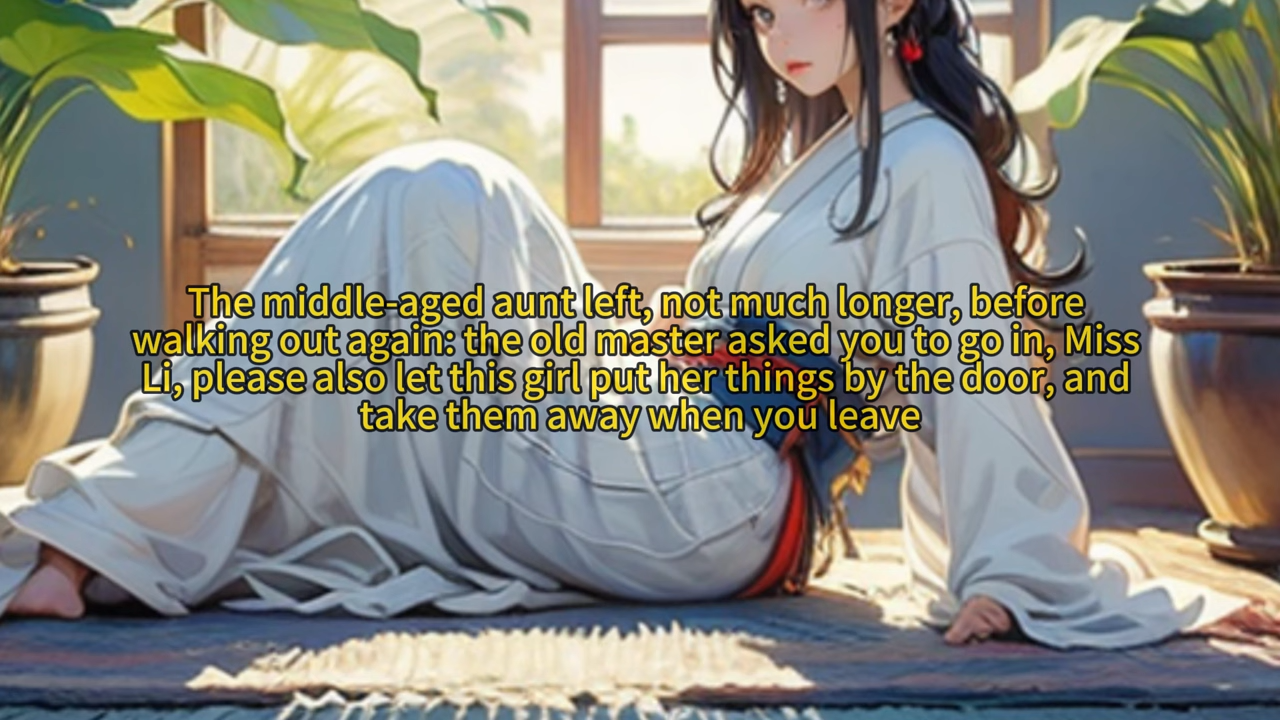 The middle-aged aunt left, not much longer, before
walking out again: the old master asked you to go in, Miss
Li, please also let this girl put her things by the door, and
take them away when you leave